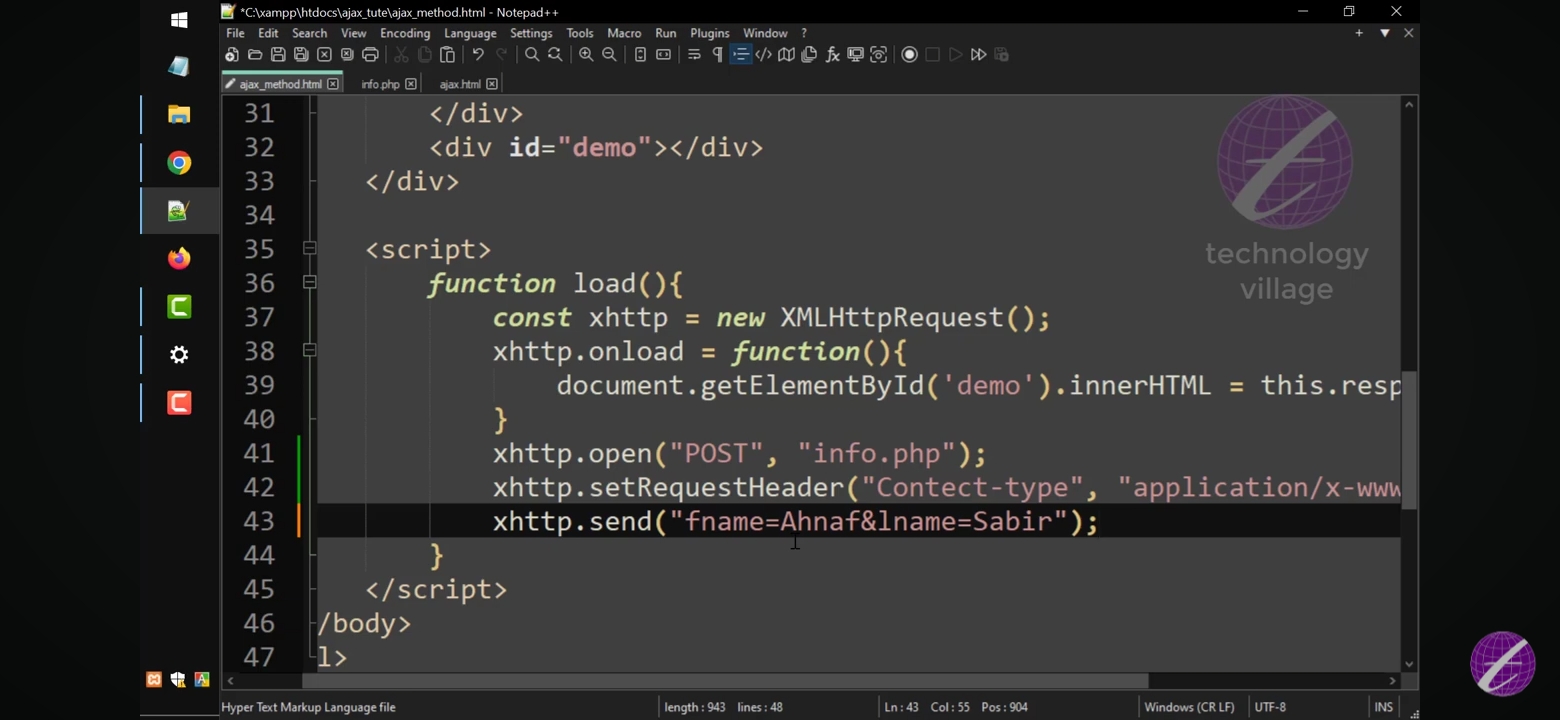 *C:\xampp\htdocs\ajax_tute\ajax_method.html - Notepad++
File Edit Search View Encoding Language Settings Tools Macro Run Plugins Window ?
ajax_method.html info.php ajax.html
31 </div>
32 <div id="demo"></div>
33 </div>
34
35 <script>
36 function load(){
37 const xhttp = new XMLHttpRequest();
38 xhttp.onload = function(){
39 document.getElementById('demo').innerHTML = this.resp
40 }
41 xhttp.open("POST", "info.php");
42 xhttp.setRequestHeader("Contect-type", "application/x-www
43 xhttp.send("fname=Ahnaf&lname=Sabir");
44 }
45 </script>
46 /body>
47 l>
technology
village
Hyper Text Markup Language file length : 943 lines : 48 Ln : 43 Col : 55 Pos : 904 Windows (CR LF) UTF-8 INS